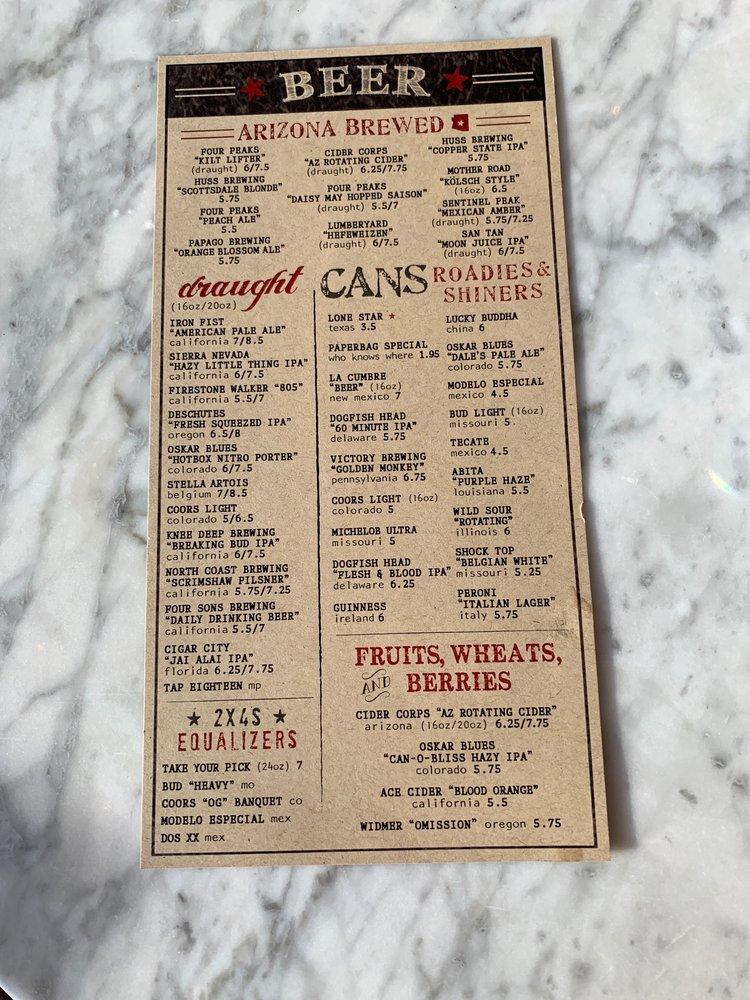 BEER
ARIZONA BREWED
FOUR PEAKS
"KILT LIFTER"
(draught) 6/7.5
HUSS BREWING
"SCOTTSDALE BLONDE"
5.75
FOUR PEAKS
"PEACH ALE"
5.5
PAPAGO BREWING
"ORANGE BLOSSOM ALE"
5.75
CIDER CORPS
"AZ ROTATING CIDER"
(draught) 6.25/7.75
FOUR PEAKS
"DAISY MAY HOPPED SAISON"
(draught) 5.5/7
LUMBERYARD
"HEFEWEIZEN"
(draught) 6/7.5
HUSS BREWING
"COPPER STATE IPA"
5.75
MOTHER ROAD
"KÖLSCH STYLE"
(16oz) 6.5
SENTINEL PEAK
"MEXICAN AMBER"
(draught) 5.75/7.25
SAN TAN
"MOON JUICE IPA"
(draught) 6/7.5
draught
(16oz/20oz)
IRON FIST
"AMERICAN PALE ALE"
california 7/8.5
SIERRA NEVADA
"HAZY LITTLE THING IPA"
california 6/7.5
FIRESTONE WALKER "805"
california 5.5/7
DESCHUTES
"FRESH SQUEEZED IPA"
oregon 6.5/8
OSKAR BLUES
"HOTBOX NITRO PORTER"
colorado 6/7.5
STELLA ARTOIS
belgium 7/8.5
COORS LIGHT
colorado 5/6.5
KNEE DEEP BREWING
"BREAKING BUD IPA"
california 6/7.5
NORTH COAST BREWING
"SCRIMSHAW PILSNER"
california 5.75/7.25
FOUR SONS BREWING
"DAILY DRINKING BEER"
california 5.5/7
CIGAR CITY
"JAI ALAI IPA"
florida 6.25/7.75
TAP EIGHTEEN mp
2X4S
EQUALIZERS
TAKE YOUR PICK (24oz) 7
BUD "HEAVY" mo
COORS "OG" BANQUET co
MODELO ESPECIAL mex
DOS XX mex
CANS ROADIES &
SHINERS
LONE STAR
texas 3.5
PAPERBAG SPECIAL
who knows where 1.95
LA CUMBRE
"BEER" (16oz)
new mexico 7
DOGFISH HEAD
"60 MINUTE IPA"
delaware 5.75
VICTORY BREWING
"GOLDEN MONKEY"
pennsylvania 6.75
COORS LIGHT (16oz)
colorado 5
MICHELOB ULTRA
missouri 5
DOGFISH HEAD
"FLESH & BLOOD IPA"
delaware 6.25
GUINNESS
ireland 6
LUCKY BUDDHA
china 6
OSKAR BLUES
"DALE'S PALE ALE"
colorado 5.75
MODELO ESPECIAL
mexico 4.5
BUD LIGHT (16oz)
missouri 5
TECATE
mexico 4.5
ABITA
"PURPLE HAZE"
louisiana 5.5
WILD SOUR
"ROTATING"
illinois 6
SHOCK TOP
"BELGIAN WHITE"
missouri 5.25
PERONI
"ITALIAN LAGER"
italy 5.75
FRUITS, WHEATS,
AND BERRIES
CIDER CORPS "AZ ROTATING CIDER"
arizona (16oz/20oz) 6.25/7.75
OSKAR BLUES
"CAN-O-BLISS HAZY IPA"
colorado 5.75
ACE CIDER "BLOOD ORANGE"
california 5.5
WIDMER "OMISSION" oregon 5.75